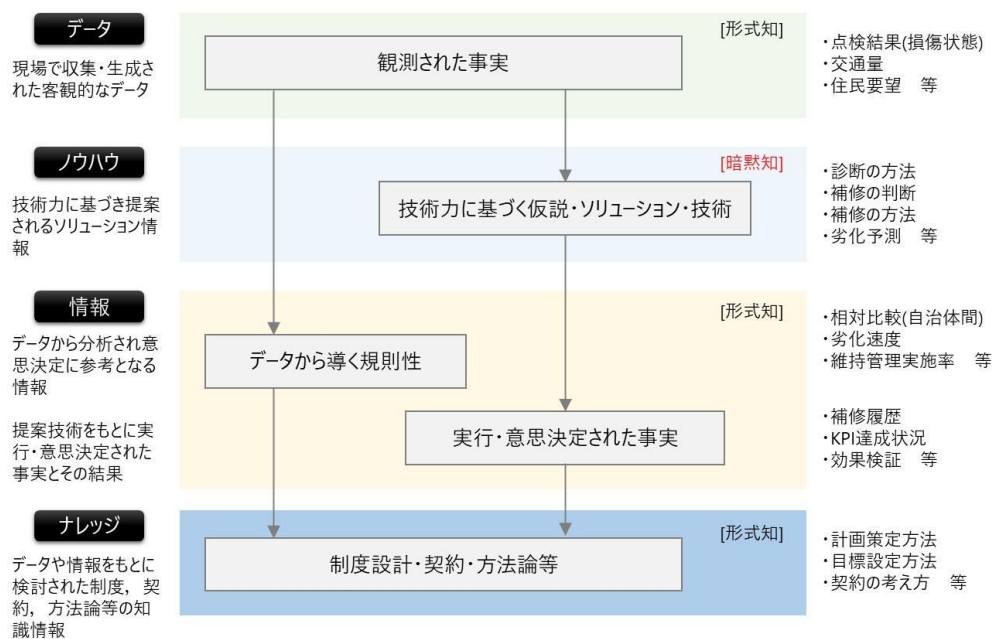 データ
現場で収集・生成さ
れた客観的なデータ
[形式知]
観測された事実
・点検結果(損傷状態)
・交通量
・住民要望　等
ノウハウ
技術力に基づき提案
されるソリューション情
報
[暗黙知]
技術力に基づく仮説・ソリューション・技術
・診断の方法
・補修の判断
・補修の方法
・劣化予測　等
情報
データから分析され意
思決定に参考となる
情報
提案技術をもとに実
行・意思決定された
事実とその結果
[形式知]
データから導く規則性
実行・意思決定された事実
・相対比較(自治体間)
・劣化速度
・維持管理実施率　等
・補修履歴
・KPI達成状況
・効果検証　等
ナレッジ
データや情報をもとに
検討された制度，契
約，方法論等の知
識情報
[形式知]
制度設計・契約・方法論等
・計画策定方法
・目標設定方法
・契約の考え方　等